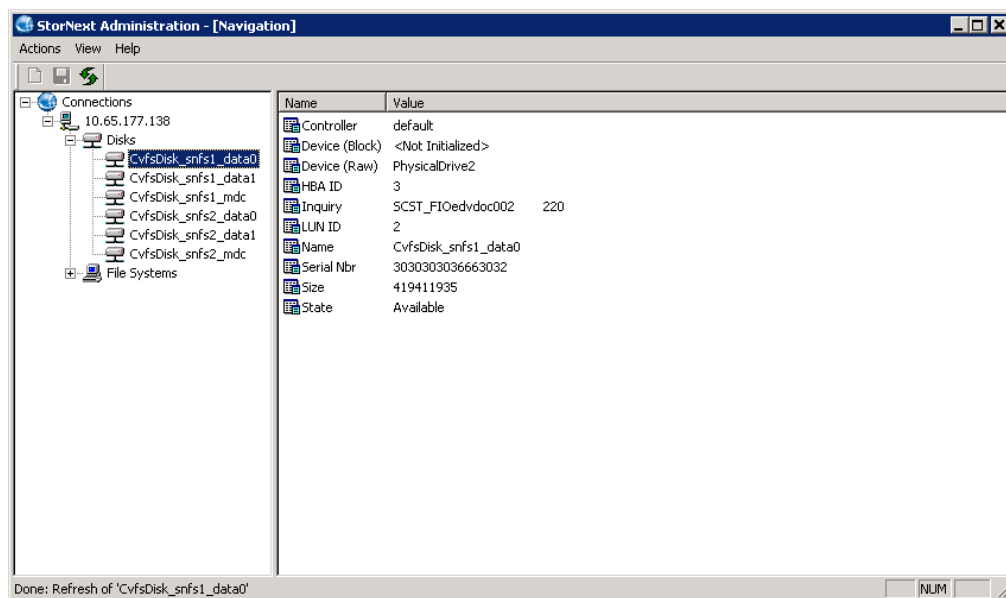 StorNext Administration - [Navigation]
Actions View Help
Connections
10.65.177.138
Disks
CvfsDisk_snfs1_data0
CvfsDisk_snfs1_data1
CvfsDisk_snfs1_mdc
CvfsDisk_snfs2_data0
CvfsDisk_snfs2_data1
CvfsDisk_snfs2_mdc
File Systems
Name Value
Controller default
Device (Block) <Not Initialized>
Device (Raw) PhysicalDrive2
HBA ID 3
Inquiry SCST_FIOedvdoc002 220
LUN ID 2
Name CvfsDisk_snfs1_data0
Serial Nbr 3030303036663032
Size 419411935
State Available
Done: Refresh of 'CvfsDisk_snfs1_data0'
NUM